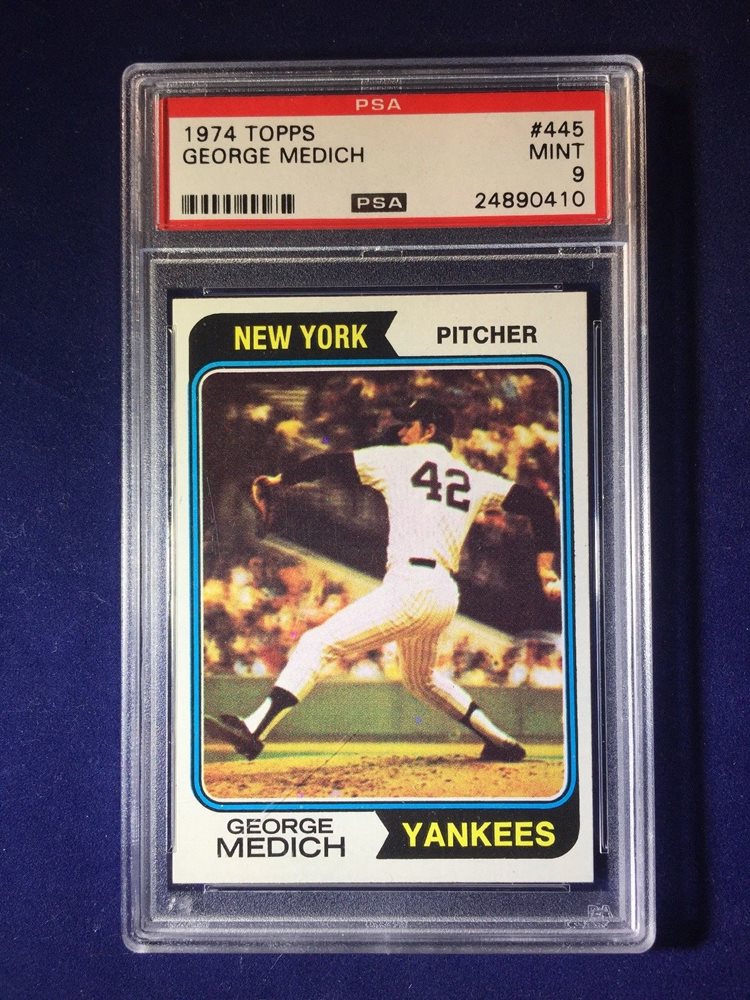 PSA
1974 TOPPS #445
GEORGE MEDICH MINT
9
PSA 24890410
NEW YORK PITCHER
42
GEORGE
MEDICH
YANKEES